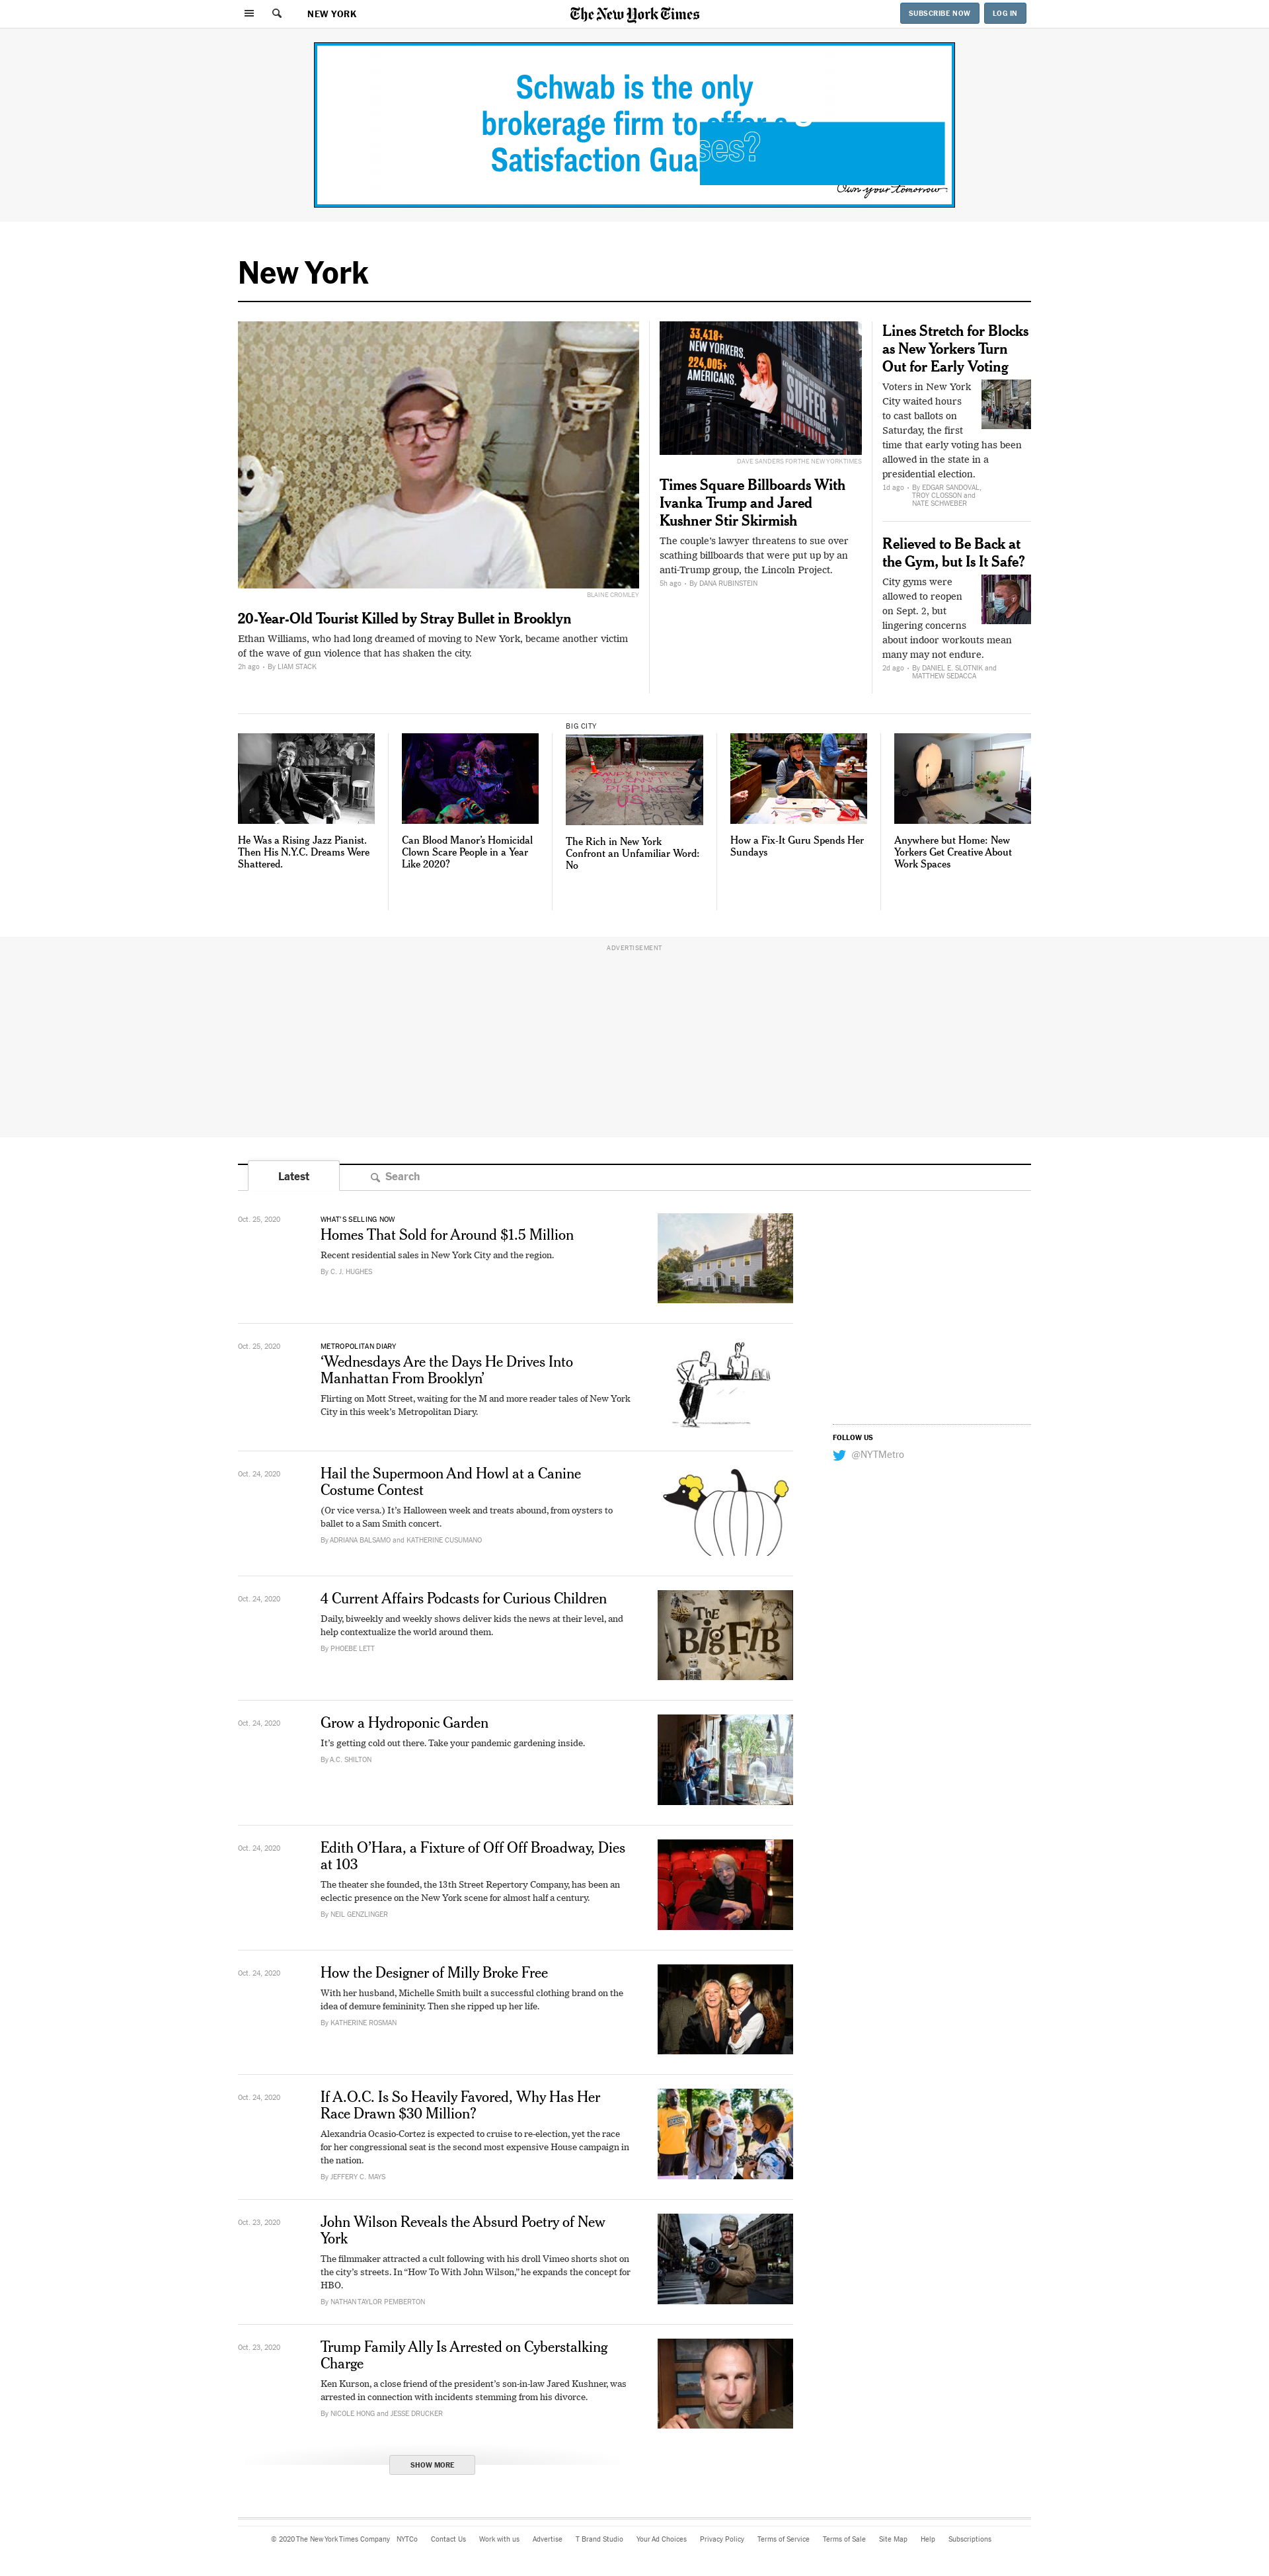 NEW YORK
The New York Times
SUBSCRIBE NOW
LOG IN
Schwab is the only
brokerage firm to offer a
Satisfaction Gua
ses?
Own your tomorrow
New York
BLAINE CROMLEY
20-Year-Old Tourist Killed by Stray Bullet in Brooklyn
Ethan Williams, who had long dreamed of moving to New York, became another victim
of the wave of gun violence that has shaken the city.
2h ago • By LIAM STACK
33,418+
NEW YORKERS.
224,005+
AMERICANS.
SUFFER
1500
DAVE SANDERS FOR THE NEW YORK TIMES
Times Square Billboards With
Ivanka Trump and Jared
Kushner Stir Skirmish
The couple's lawyer threatens to sue over
scathing billboards that were put up by an
anti-Trump group, the Lincoln Project.
5h ago • By DANA RUBINSTEIN
Lines Stretch for Blocks
as New Yorkers Turn
Out for Early Voting
Voters in New York
City waited hours
to cast ballots on
Saturday, the first
time that early voting has been
allowed in the state in a
presidential election.
1d ago • By EDGAR SANDOVAL,
TROY CLOSSON and
NATE SCHWEBER
Relieved to Be Back at
the Gym, but Is It Safe?
City gyms were
allowed to reopen
on Sept. 2, but
lingering concerns
about indoor workouts mean
many may not endure.
2d ago • By DANIEL E. SLOTNIK and
MATTHEW SEDACCA
He Was a Rising Jazz Pianist.
Then His N.Y.C. Dreams Were
Shattered.
Can Blood Manor's Homicidal
Clown Scare People in a Year
Like 2020?
BIG CITY
The Rich in New York
Confront an Unfamiliar Word:
No
How a Fix-It Guru Spends Her
Sundays
Anywhere but Home: New
Yorkers Get Creative About
Work Spaces
ADVERTISEMENT
Latest
Search
Oct. 25, 2020
WHAT'S SELLING NOW
Homes That Sold for Around $1.5 Million
Recent residential sales in New York City and the region.
By C. J. HUGHES
Oct. 25, 2020
METROPOLITAN DIARY
‘Wednesdays Are the Days He Drives Into
Manhattan From Brooklyn’
Flirting on Mott Street, waiting for the M and more reader tales of New York
City in this week’s Metropolitan Diary.
FOLLOW US
@NYTMetro
Oct. 24, 2020
Hail the Supermoon And Howl at a Canine
Costume Contest
(Or vice versa.) It’s Halloween week and treats abound, from oysters to
ballet to a Sam Smith concert.
By ADRIANA BALSAMO and KATHERINE CUSUMANO
Oct. 24, 2020
4 Current Affairs Podcasts for Curious Children
Daily, biweekly and weekly shows deliver kids the news at their level, and
help contextualize the world around them.
By PHOEBE LETT
The
BiG FiB
Oct. 24, 2020
Grow a Hydroponic Garden
It’s getting cold out there. Take your pandemic gardening inside.
By A.C. SHILTON
Oct. 24, 2020
Edith O’Hara, a Fixture of Off Off Broadway, Dies
at 103
The theater she founded, the 13th Street Repertory Company, has been an
eclectic presence on the New York scene for almost half a century.
By NEIL GENZLINGER
Oct. 24, 2020
How the Designer of Milly Broke Free
With her husband, Michelle Smith built a successful clothing brand on the
idea of demure femininity. Then she ripped up her life.
By KATHERINE ROSMAN
Oct. 24, 2020
If A.O.C. Is So Heavily Favored, Why Has Her
Race Drawn $30 Million?
Alexandria Ocasio-Cortez is expected to cruise to re-election, yet the race
for her congressional seat is the second most expensive House campaign in
the nation.
By JEFFERY C. MAYS
Oct. 23, 2020
John Wilson Reveals the Absurd Poetry of New
York
The filmmaker attracted a cult following with his droll Vimeo shorts shot on
the city’s streets. In “How To With John Wilson,” he expands the concept for
HBO.
By NATHAN TAYLOR PEMBERTON
Oct. 23, 2020
Trump Family Ally Is Arrested on Cyberstalking
Charge
Ken Kurson, a close friend of the president’s son-in-law Jared Kushner, was
arrested in connection with incidents stemming from his divorce.
By NICOLE HONG and JESSE DRUCKER
SHOW MORE
© 2020 The New York Times Company NYTCo Contact Us Work with us Advertise T Brand Studio Your Ad Choices Privacy Policy Terms of Service Terms of Sale Site Map Help Subscriptions